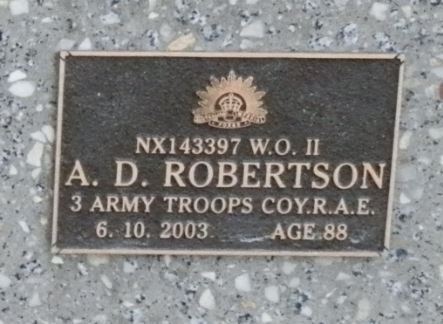 NX143397 W.O. II
A. D. ROBERTSON
3 ARMY TROOPS COY.R.A.E.
6. 10. 2003 AGE 88